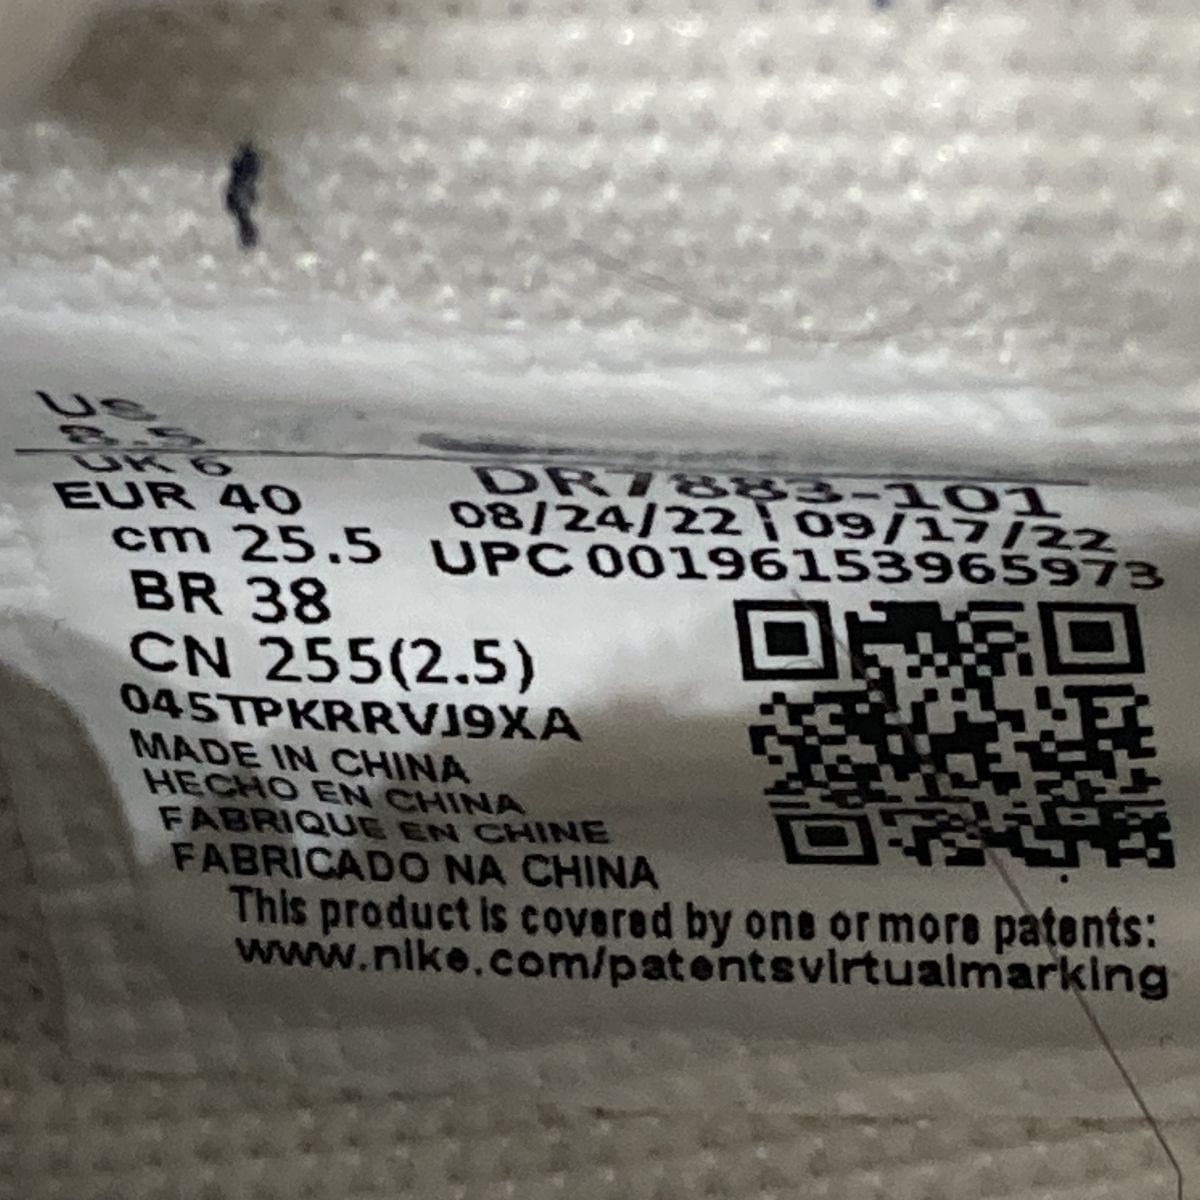 US
8.5
UK 6
EUR 40
cm 25.5
BR 38
CN 255(2.5)
045TPKRRVJ9XA
MADE IN CHINA
HECHO EN CHINA
FABRIQUE EN CHINE
FABRICADO NA CHINA
DR7883-101
08/24/22 | 09/17/22
UPC 00196153965973
This product is covered by one or more patents:
www.nike.com/patentsvirtualmarking